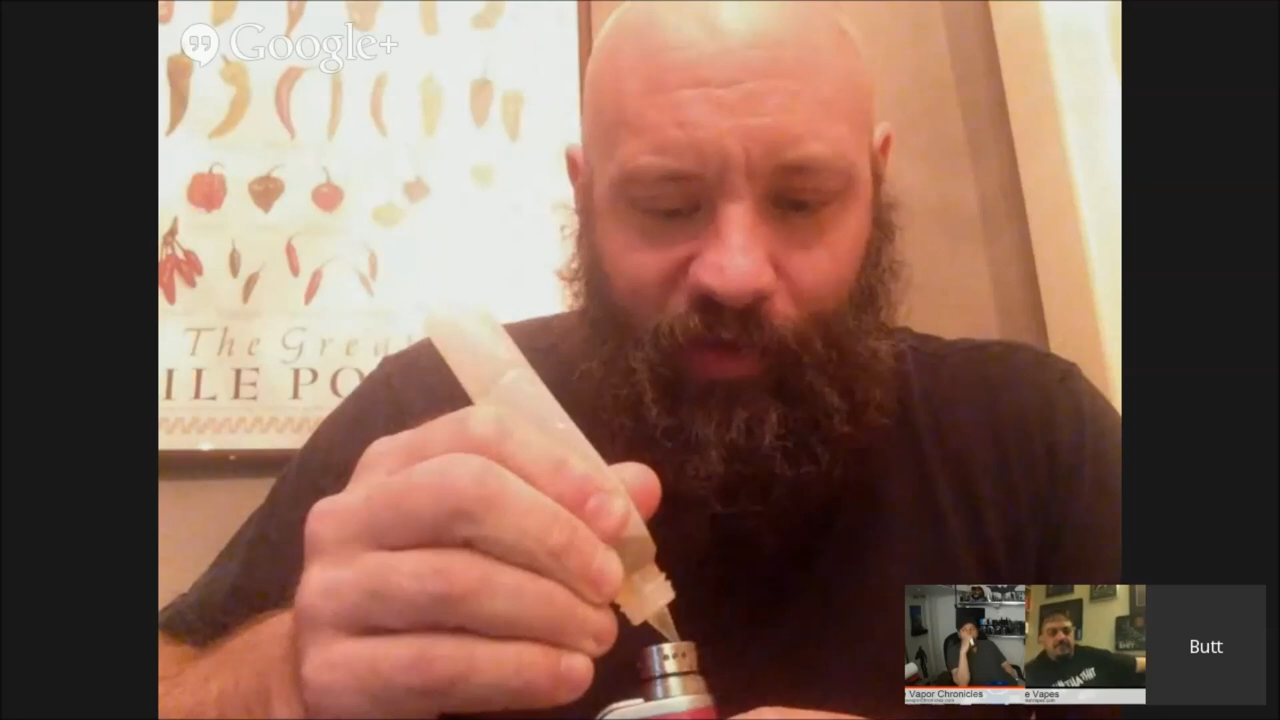 Google+
The Grea
ILE PO
Vapor Chronicles
e Vapes
Butt